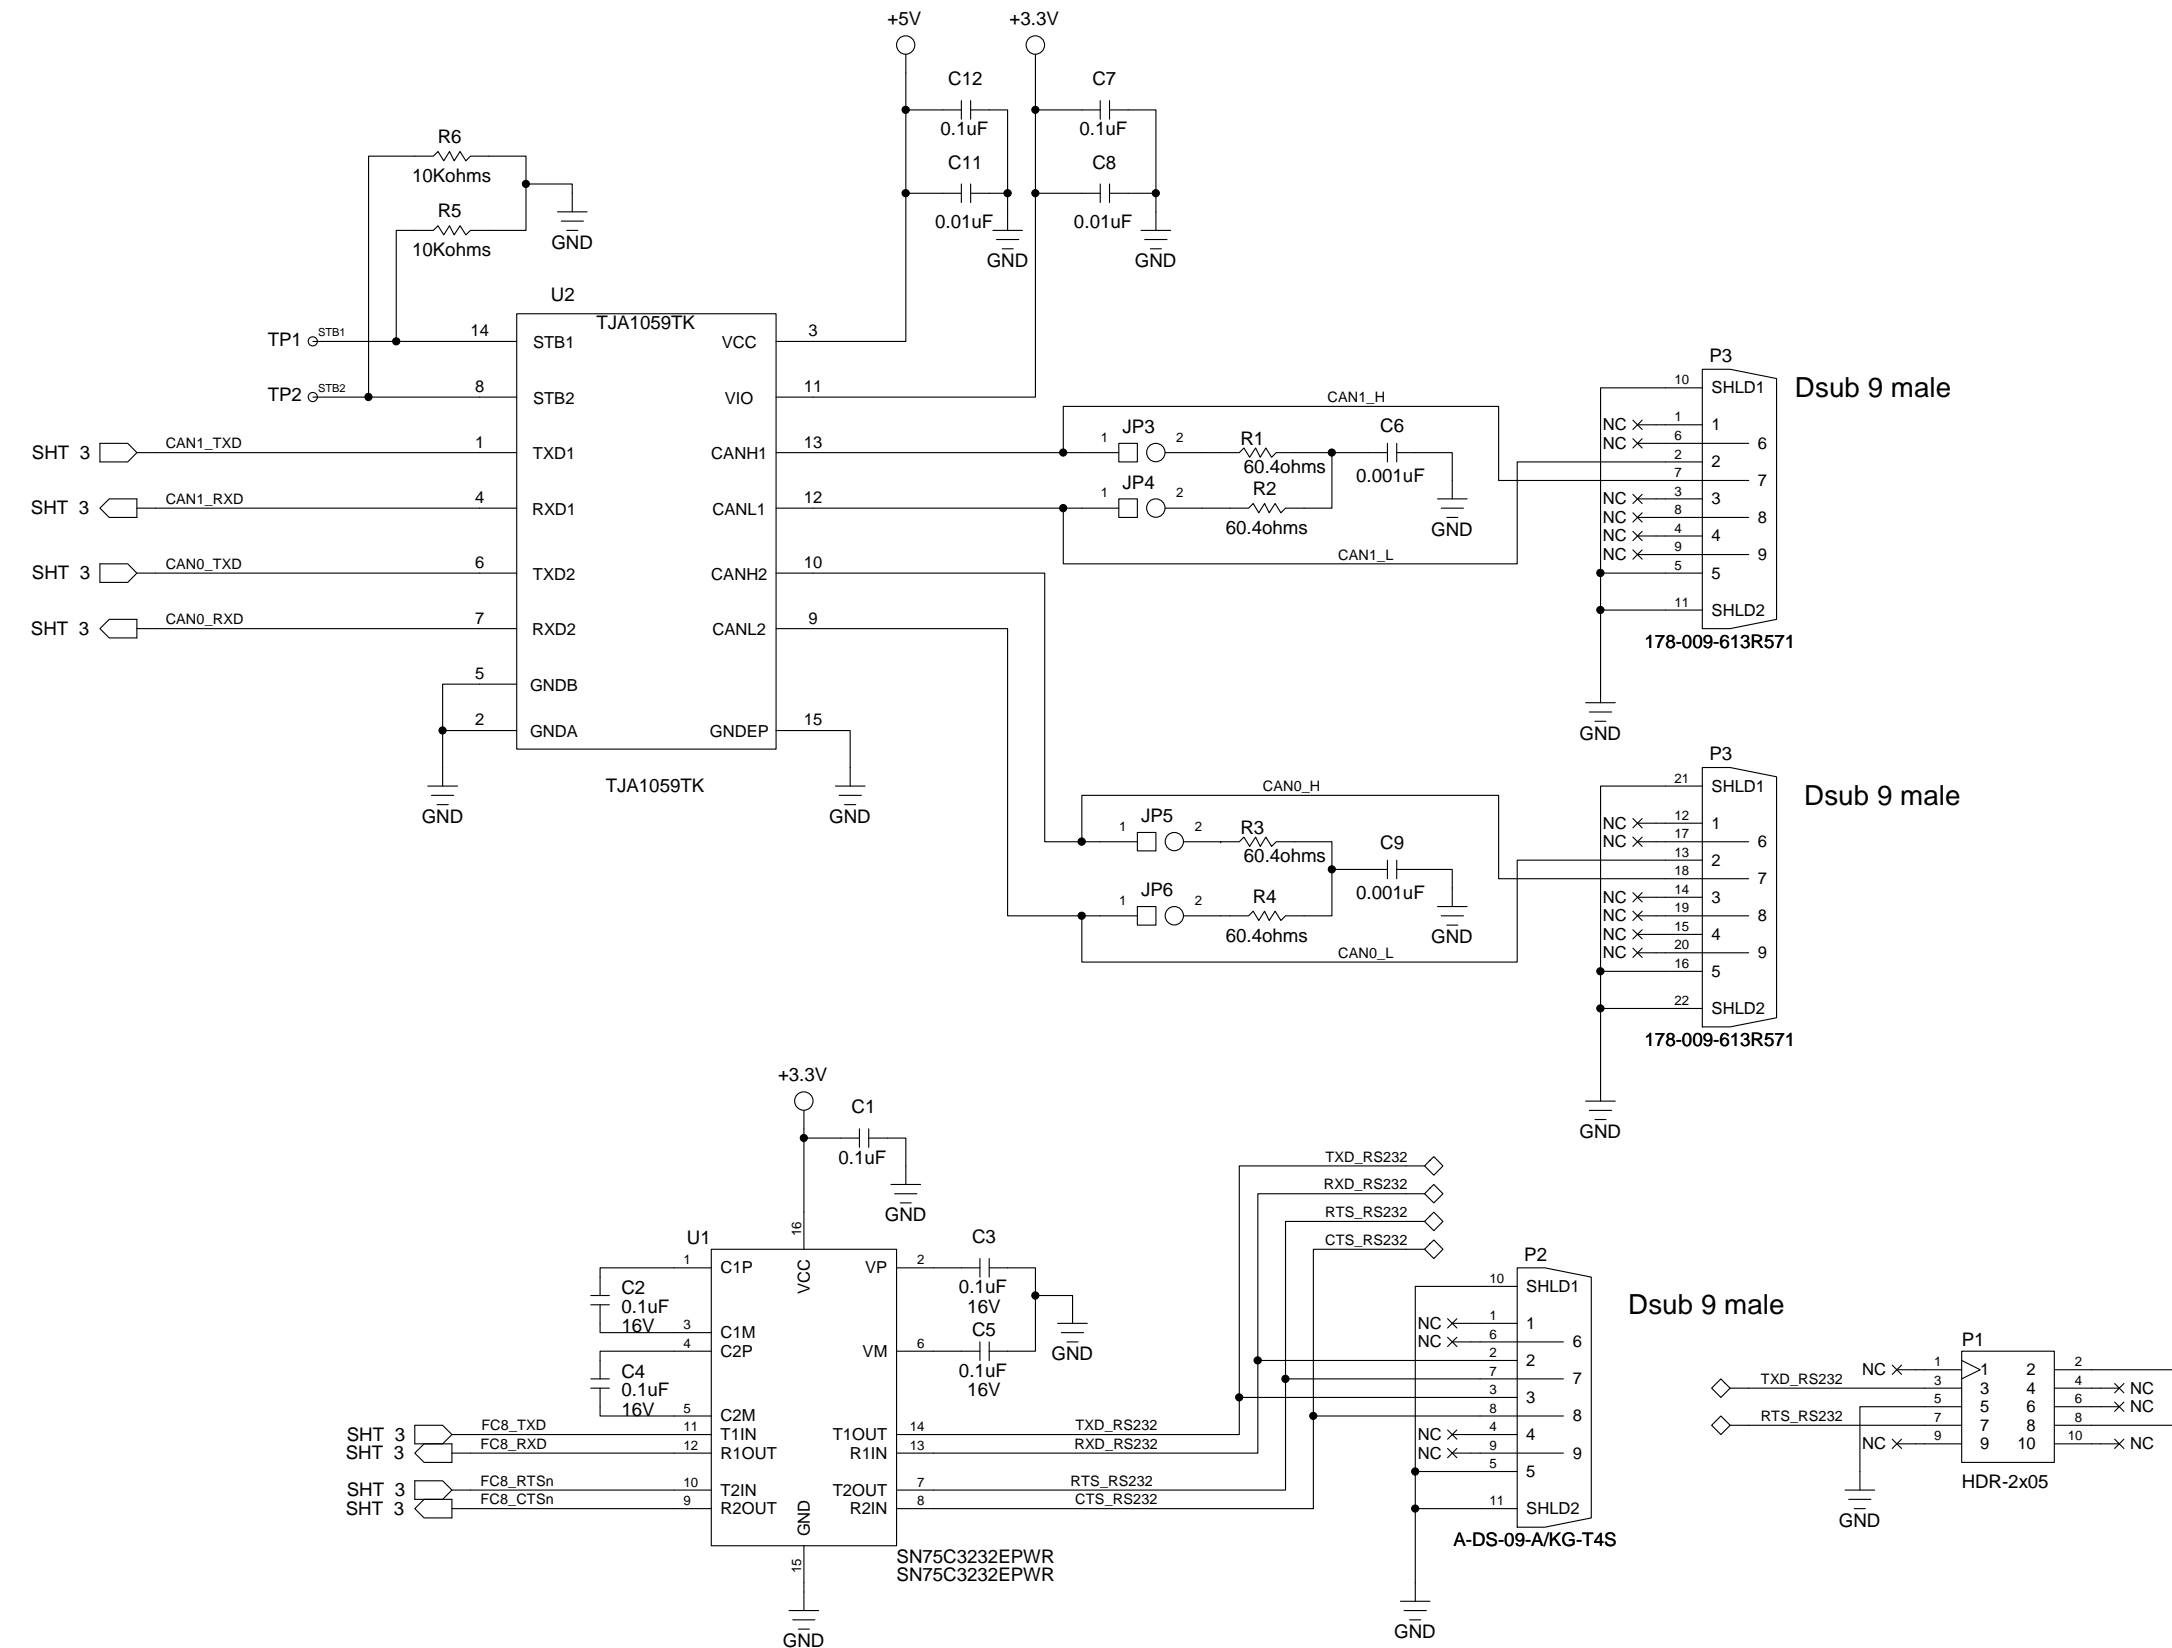 +5V
+3.3V
C12
0.1uF
C11
0.01uF
GND
C7
0.1uF
C8
0.01uF
GND
R6
10Kohms
R5
10Kohms
GND
U2
TJA1059TK
TP1
STB1
14
STB1
VCC
3
TP2
STB2
8
STB2
VIO
11
SHT 3
CAN1_TXD
1
TXD1
CANH1
13
SHT 3
CAN1_RXD
4
RXD1
CANL1
12
SHT 3
CAN0_TXD
6
TXD2
CANH2
10
SHT 3
CAN0_RXD
7
RXD2
CANL2
9
5
GNDB
2
GNDA
GNDEP
15
TJA1059TK
GND
GND
CAN1_H
JP3
1
2
R1
60.4ohms
C6
0.001uF
GND
JP4
1
2
R2
60.4ohms
CAN1_L
P3
Dsub 9 male
10
SHLD1
NC
1
1
NC
6
6
2
2
7
7
NC
3
3
NC
8
8
NC
4
4
NC
9
9
5
5
11
SHLD2
178-009-613R571
GND
CAN0_H
JP5
1
2
R3
60.4ohms
C9
0.001uF
GND
JP6
1
2
R4
60.4ohms
CAN0_L
P3
Dsub 9 male
21
SHLD1
NC
12
1
NC
17
6
13
2
18
7
NC
14
3
NC
19
8
NC
15
4
NC
20
9
16
5
22
SHLD2
178-009-613R571
GND
+3.3V
C1
0.1uF
GND
U1
16
VCC
1
C1P
C2
0.1uF
16V
3
C1M
4
C2P
C4
0.1uF
16V
5
C2M
VP
2
C3
0.1uF
16V
VM
6
C5
0.1uF
16V
GND
SHT 3
FC8_TXD
11
T1IN
T1OUT
14
TXD_RS232
SHT 3
FC8_RXD
12
R1OUT
R1IN
13
RXD_RS232
SHT 3
FC8_RTSn
10
T2IN
T2OUT
7
RTS_RS232
SHT 3
FC8_CTSn
9
R2OUT
R2IN
8
CTS_RS232
GND
15
SN75C3232EPWR
SN75C3232EPWR
GND
TXD_RS232
RXD_RS232
RTS_RS232
CTS_RS232
P2
Dsub 9 male
10
SHLD1
NC
1
1
NC
6
6
2
2
7
7
3
3
8
8
NC
4
4
NC
9
9
5
5
11
SHLD2
A-DS-09-A/KG-T4S
GND
P1
NC
1
1
2
2
TXD_RS232
3
3
4
4
NC
5
5
6
6
NC
RTS_RS232
7
7
8
8
NC
9
9
10
10
NC
HDR-2x05
GND